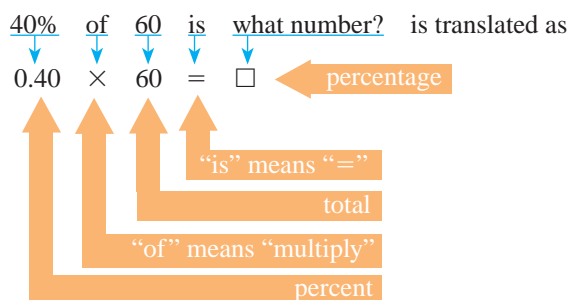 40% of 60 is what number? is translated as
0.40 × 60 = □ percentage
“is” means “=”
total
“of” means “multiply”
percent